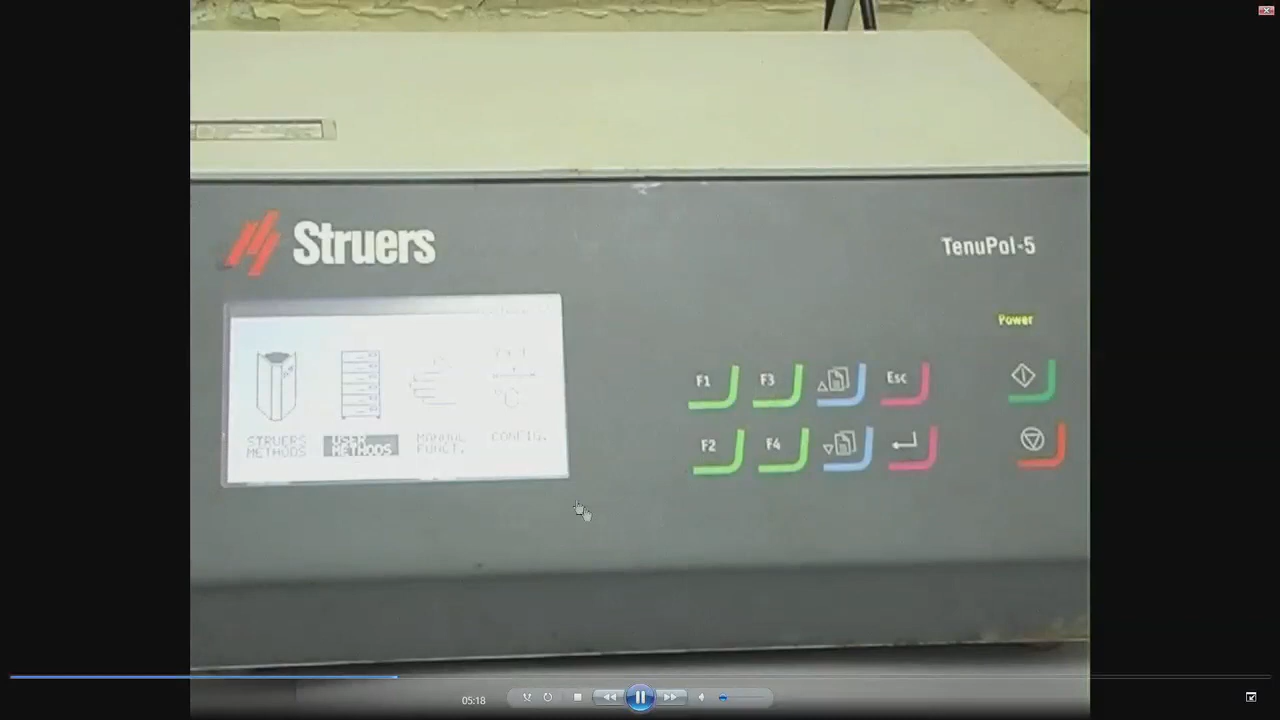 Struers
TenuPol-5
Power
F1 F3 Esc
F2 F4
STRUERS METHODS
USER METHODS
MANUAL FUNCT.
CONFIG.
°C
05:18